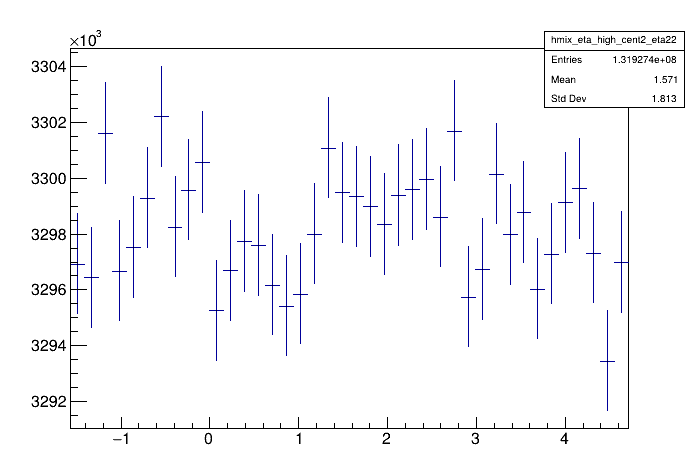 ×10³
hmix_eta_high_cent2_eta22
Entries 1.319274e+08
Mean 1.571
Std Dev 1.813
3304
3302
3300
3298
3296
3294
3292
−1 0 1 2 3 4